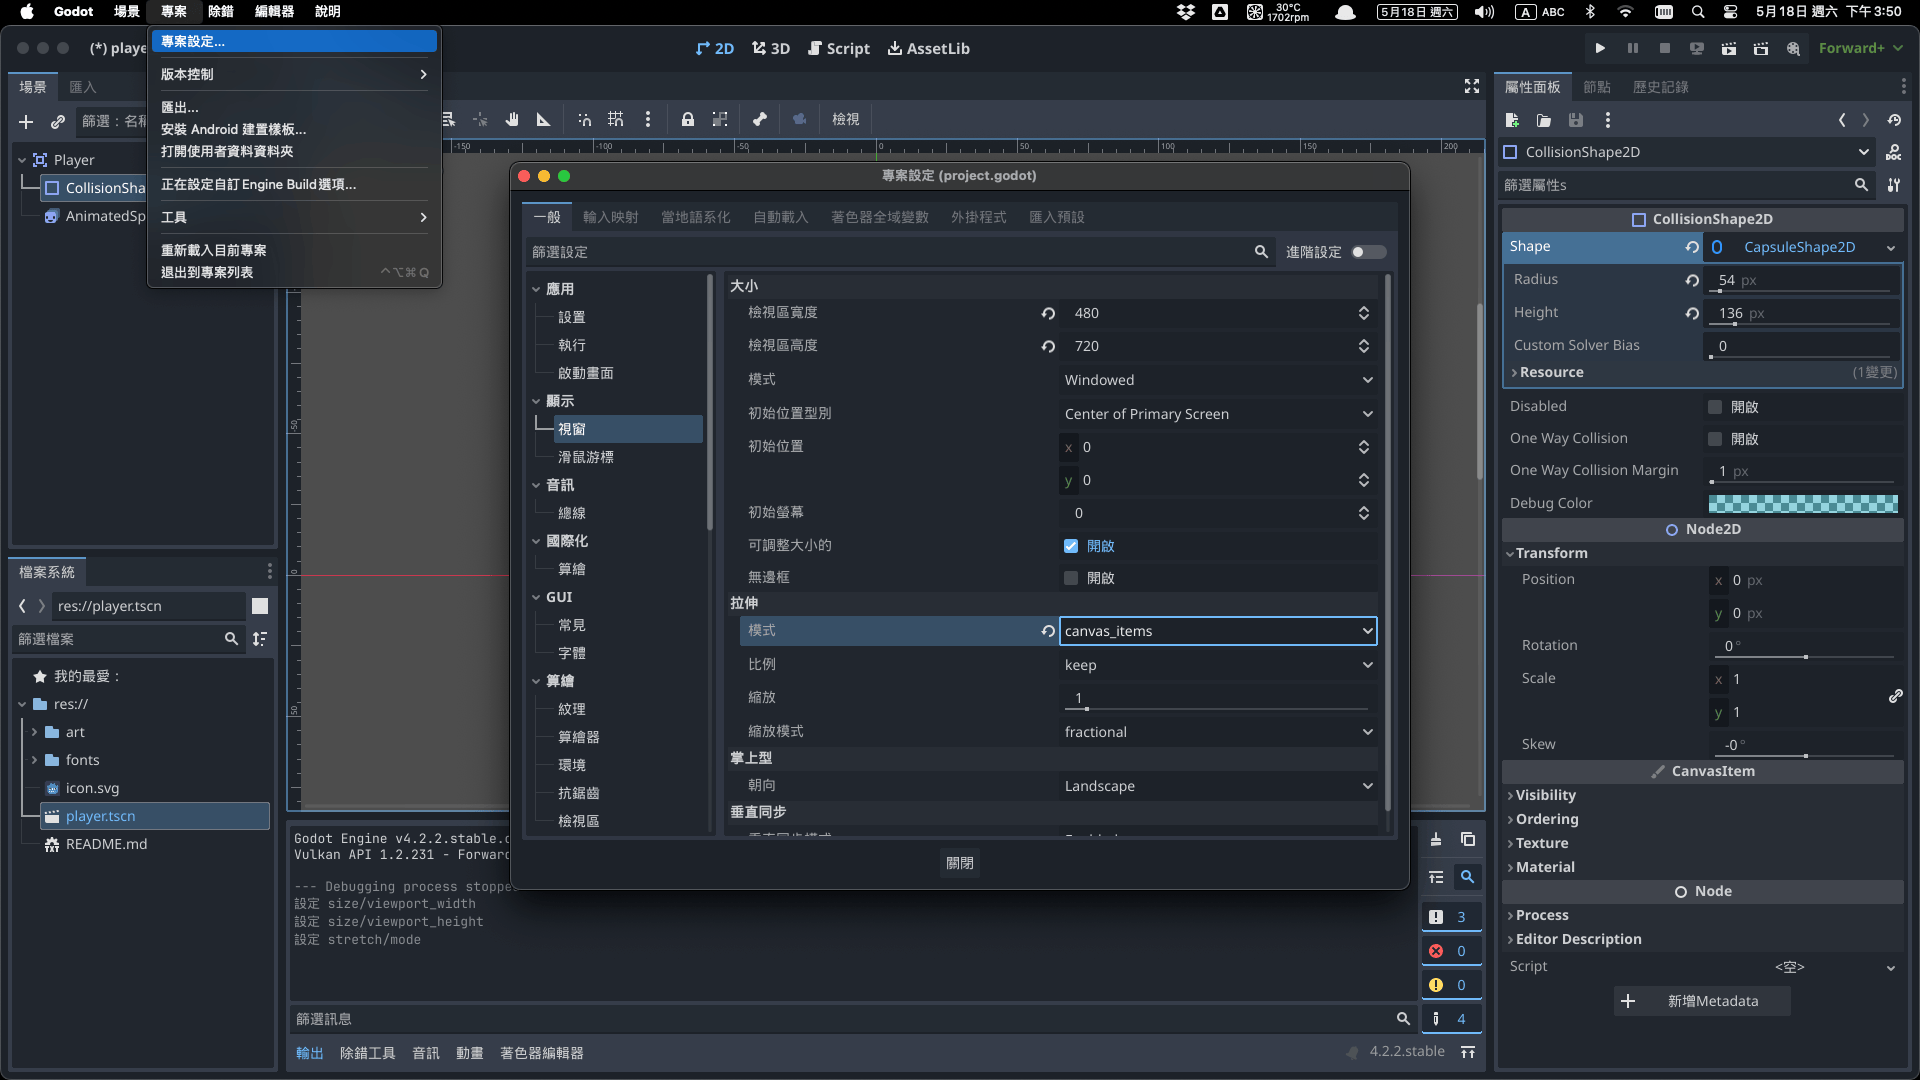 Godot 場景 專案 除錯 編輯器 說明
30°C 1702rpm 5月18日 週六 A ABC 5月18日 週六 下午3:50
(*) playe
2D 3D Script AssetLib
Forward+
專案設定...
版本控制
匯出...
安裝 Android 建置樣板...
打開使用者資料資料夾
正在設定自訂Engine Build選項...
工具
重新載入目前專案
退出到專案列表 ^⌥⌘Q
場景 匯入
篩選：名稱
Player
CollisionSha
AnimatedSp
檢視
-150 -100 0 50 100 150 200
-50
0
50
專案設定 (project.godot)
一般 輸入映射 當地語系化 自動載入 著色器全域變數 外掛程式 匯入預設
篩選設定 進階設定
應用
設置
執行
啟動畫面
顯示
視窗
滑鼠游標
音訊
總線
國際化
算繪
GUI
常見
字體
算繪
紋理
算繪器
環境
抗鋸齒
檢視區
大小
檢視區寬度 480
檢視區高度 720
模式 Windowed
初始位置型別 Center of Primary Screen
初始位置 x 0
y 0
初始螢幕 0
可調整大小的 開啟
無邊框 開啟
拉伸
模式 canvas_items
比例 keep
縮放 1
縮放模式 fractional
掌上型
朝向 Landscape
垂直同步
關閉
檔案系統
res://player.tscn
篩選檔案
我的最愛：
res://
art
fonts
icon.svg
player.tscn
README.md
Godot Engine v4.2.2.stable.
Vulkan API 1.2.231 - Forward
--- Debugging process stoppe
設定 size/viewport_width
設定 size/viewport_height
設定 stretch/mode
3
0
0
4
篩選訊息
輸出 除錯工具 音訊 動畫 著色器編輯器
4.2.2.stable
屬性面板 節點 歷史記錄
CollisionShape2D
DOC
篩選屬性s
CollisionShape2D
Shape CapsuleShape2D
Radius 54 px
Height 136 px
Custom Solver Bias 0
Resource (1變更)
Disabled 開啟
One Way Collision 開啟
One Way Collision Margin 1 px
Debug Color
Node2D
Transform
Position x 0 px
y 0 px
Rotation 0 °
Scale x 1
y 1
Skew -0 °
CanvasItem
Visibility
Ordering
Texture
Material
Node
Process
Editor Description
Script <空>
新增Metadata